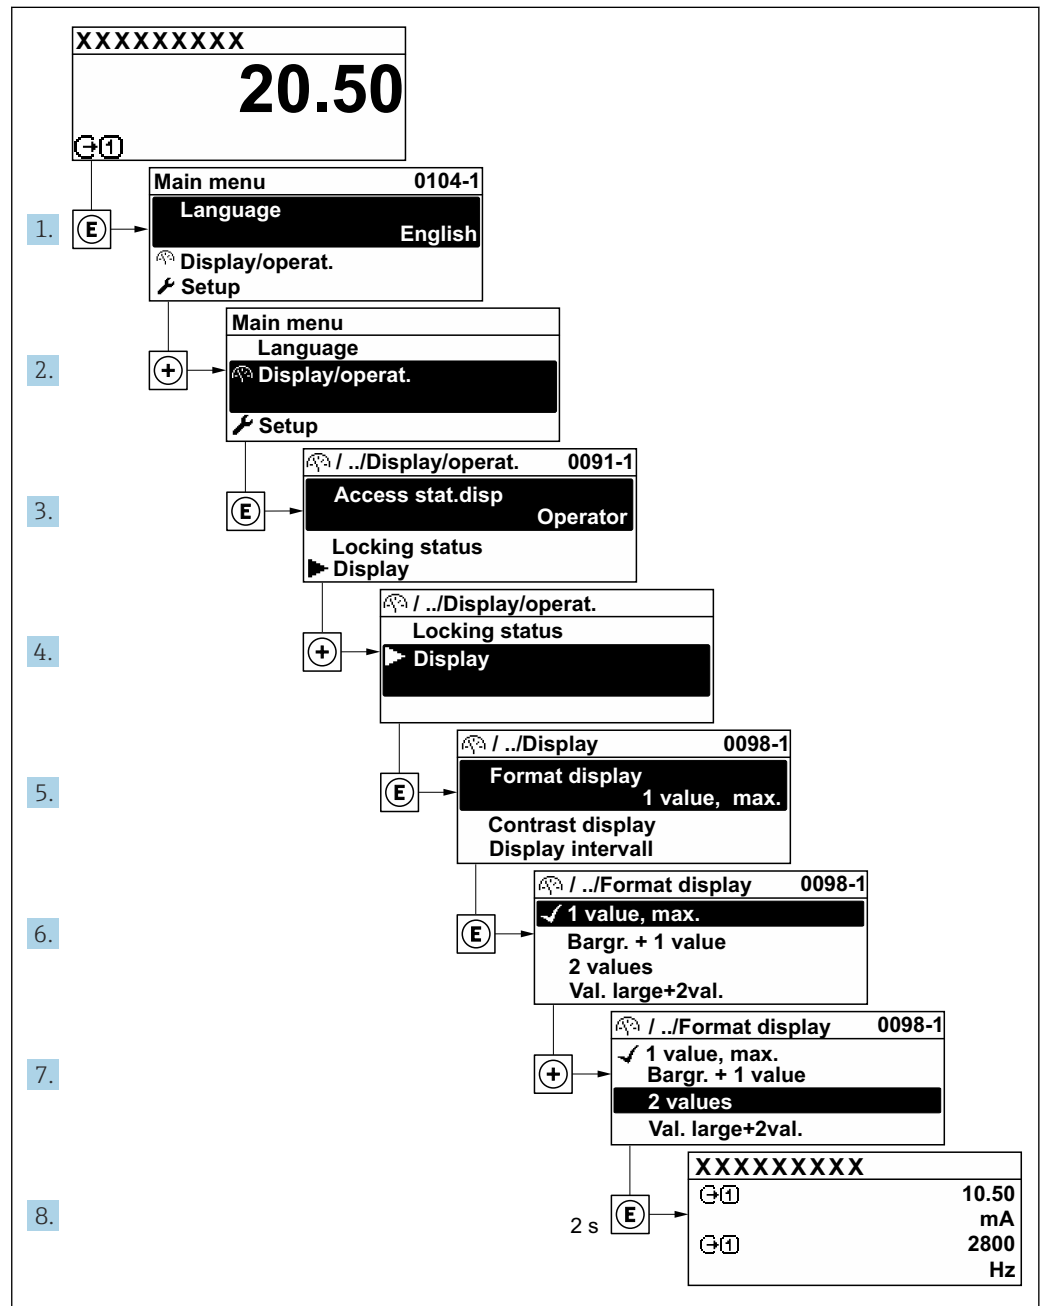 XXXXXXXXX
20.50
1
Main menu 0104-1
Language
English
1. E
Display/operat.
Setup
Main menu
Language
2. + Display/operat.
Setup
/ ../Display/operat. 0091-1
Access stat.disp
3. E Operator
Locking status
Display
/ ../Display/operat.
Locking status
4. + Display
/ ../Display 0098-1
Format display
5. E 1 value, max.
Contrast display
Display intervall
/ ../Format display 0098-1
✓ 1 value, max.
6. E Bargr. + 1 value
2 values
Val. large+2val.
/ ../Format display 0098-1
✓ 1 value, max.
7. + Bargr. + 1 value
2 values
Val. large+2val.
XXXXXXXXX
1 10.50
8. 2 s E mA
1 2800
Hz